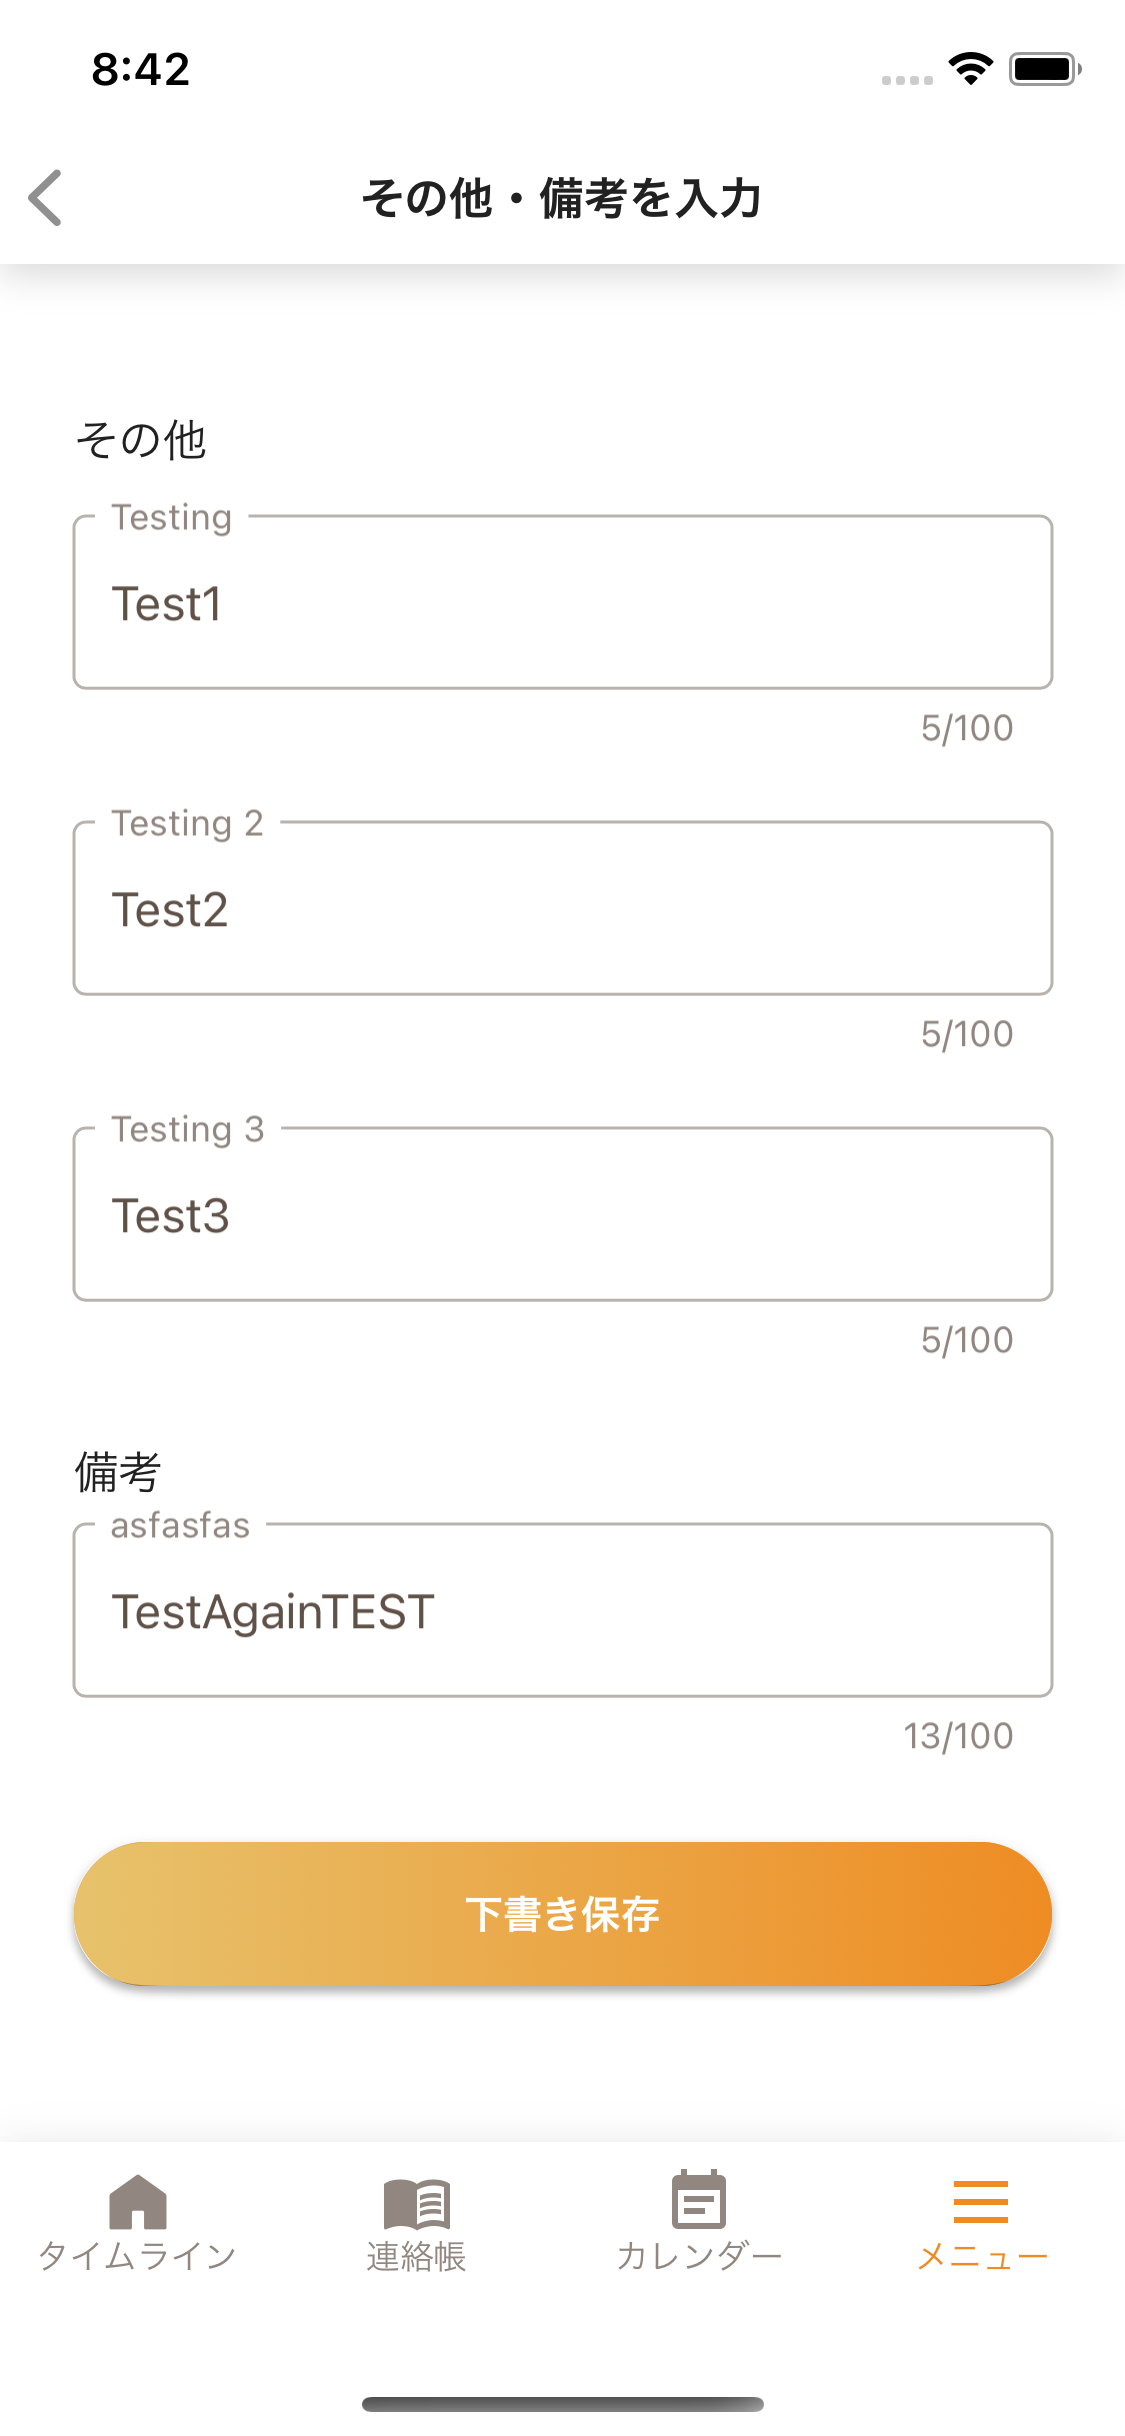 8:42
その他・備考を入力
その他
Testing
Test1
5/100
Testing 2
Test2
5/100
Testing 3
Test3
5/100
備考
asfasfas
TestAgainTEST
13/100
下書き保存
タイムライン
連絡帳
カレンダー
メニュー